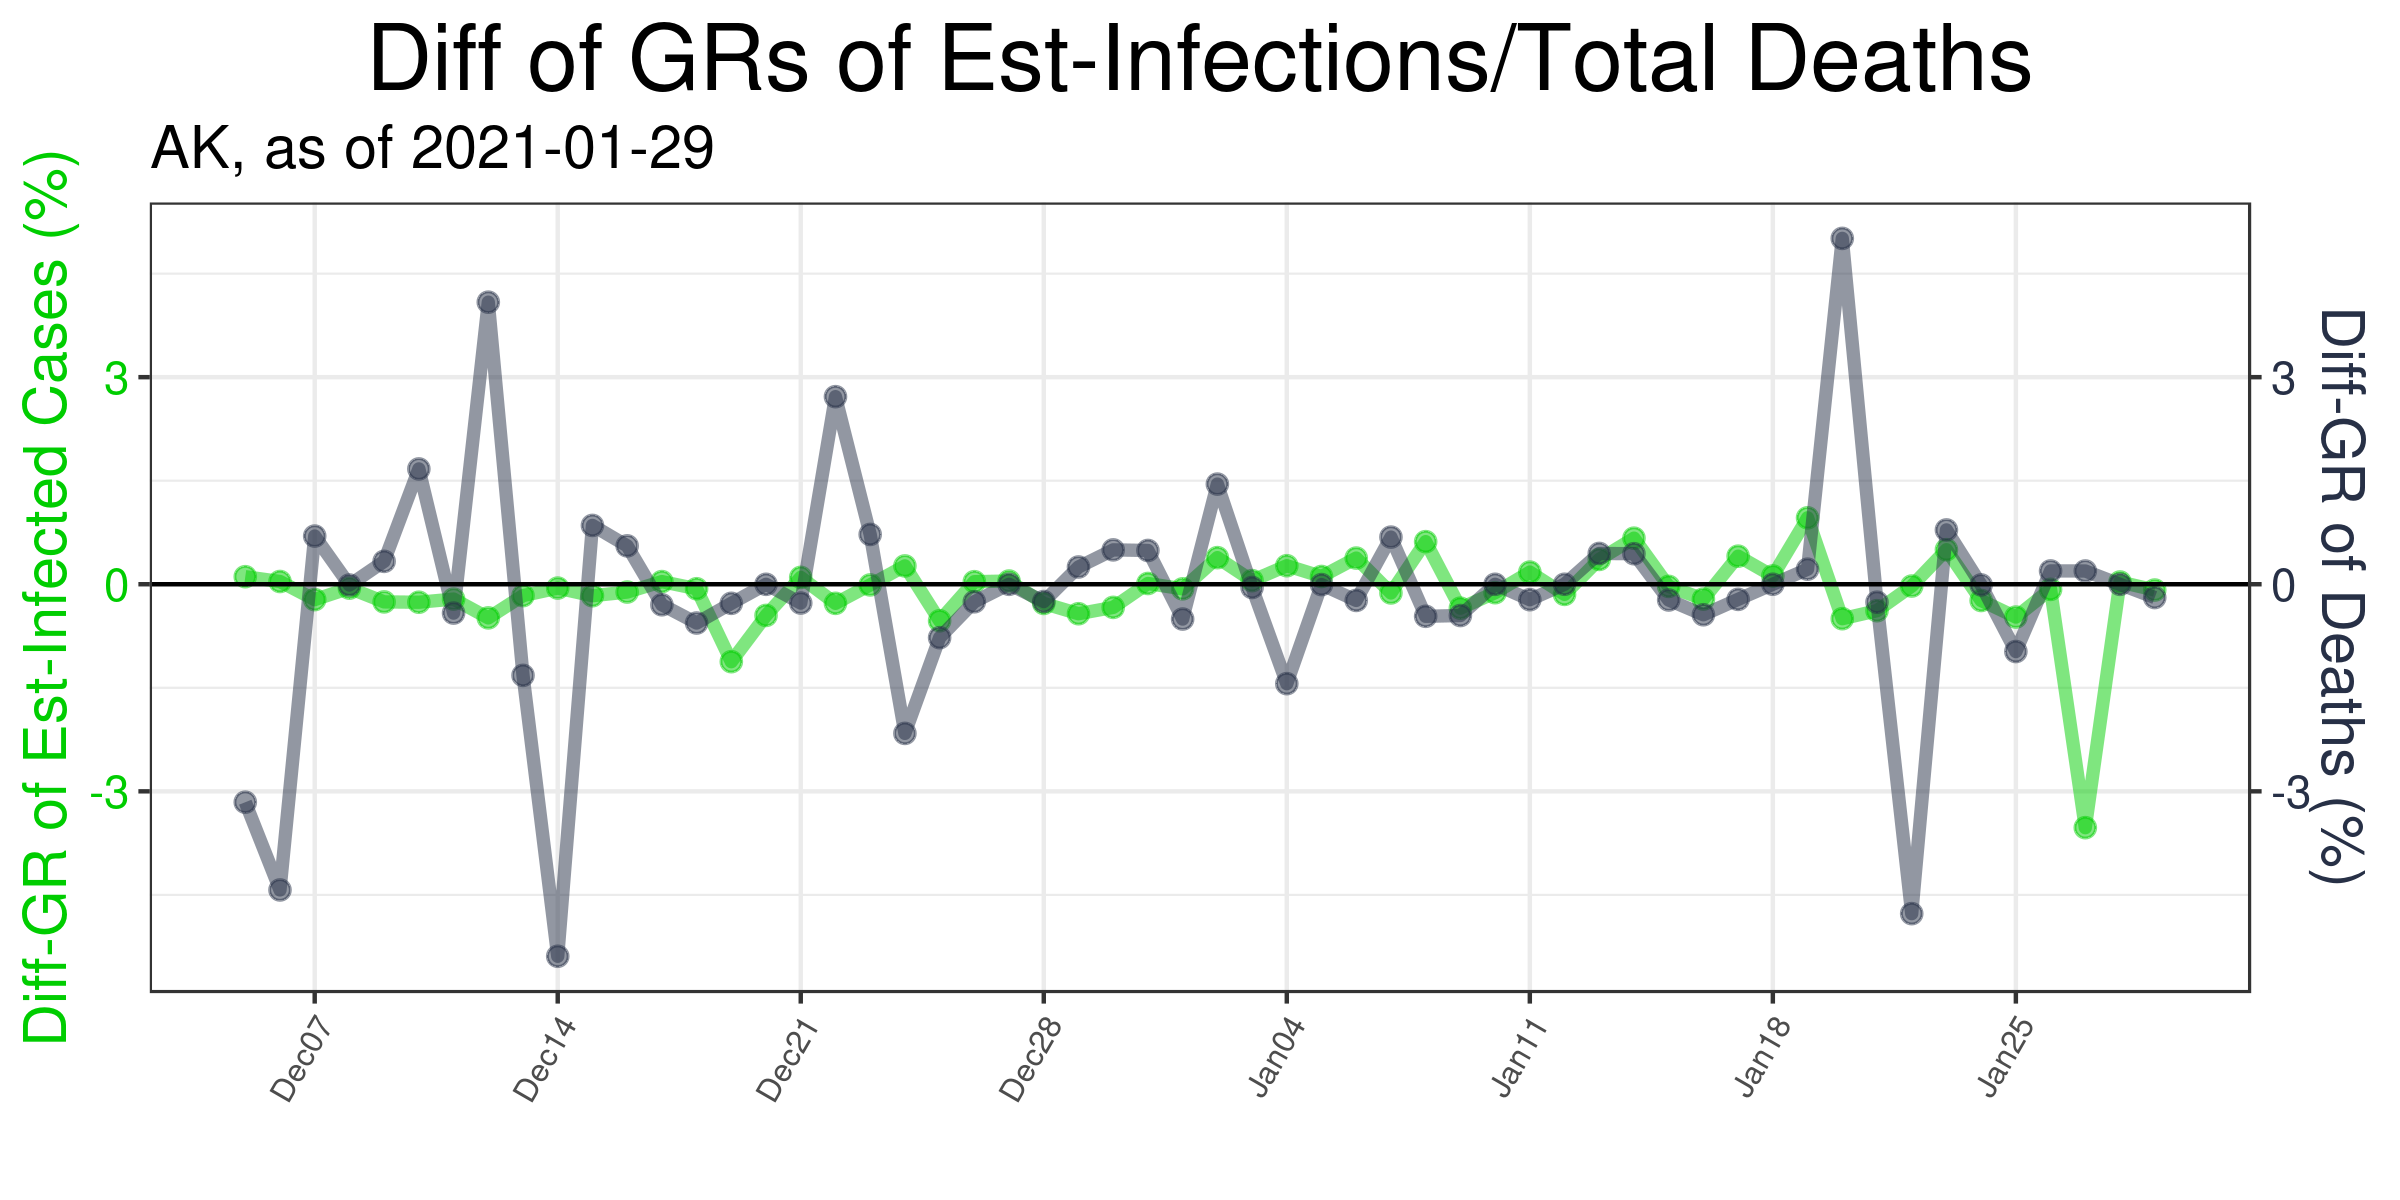 Diff of GRs of Est-Infections/Total Deaths
AK, as of 2021-01-29
Diff-GR of Est-Infected Cases (%)
3
0
-3
3
0
-3
Diff-GR of Deaths (%)
Dec07
Dec14
Dec21
Dec28
Jan04
Jan11
Jan18
Jan25